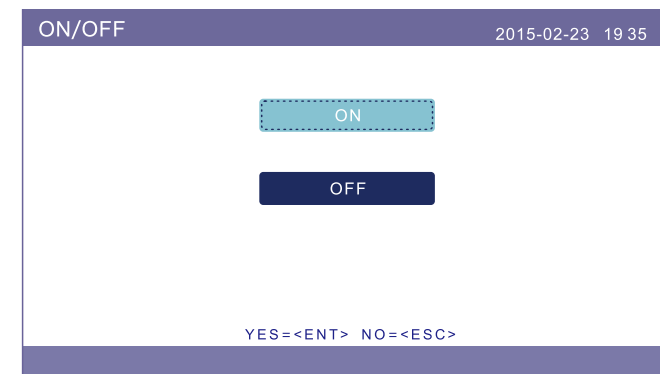 ON/OFF
2015-02-23 19 35
ON
OFF
YES=<ENT> NO=<ESC>